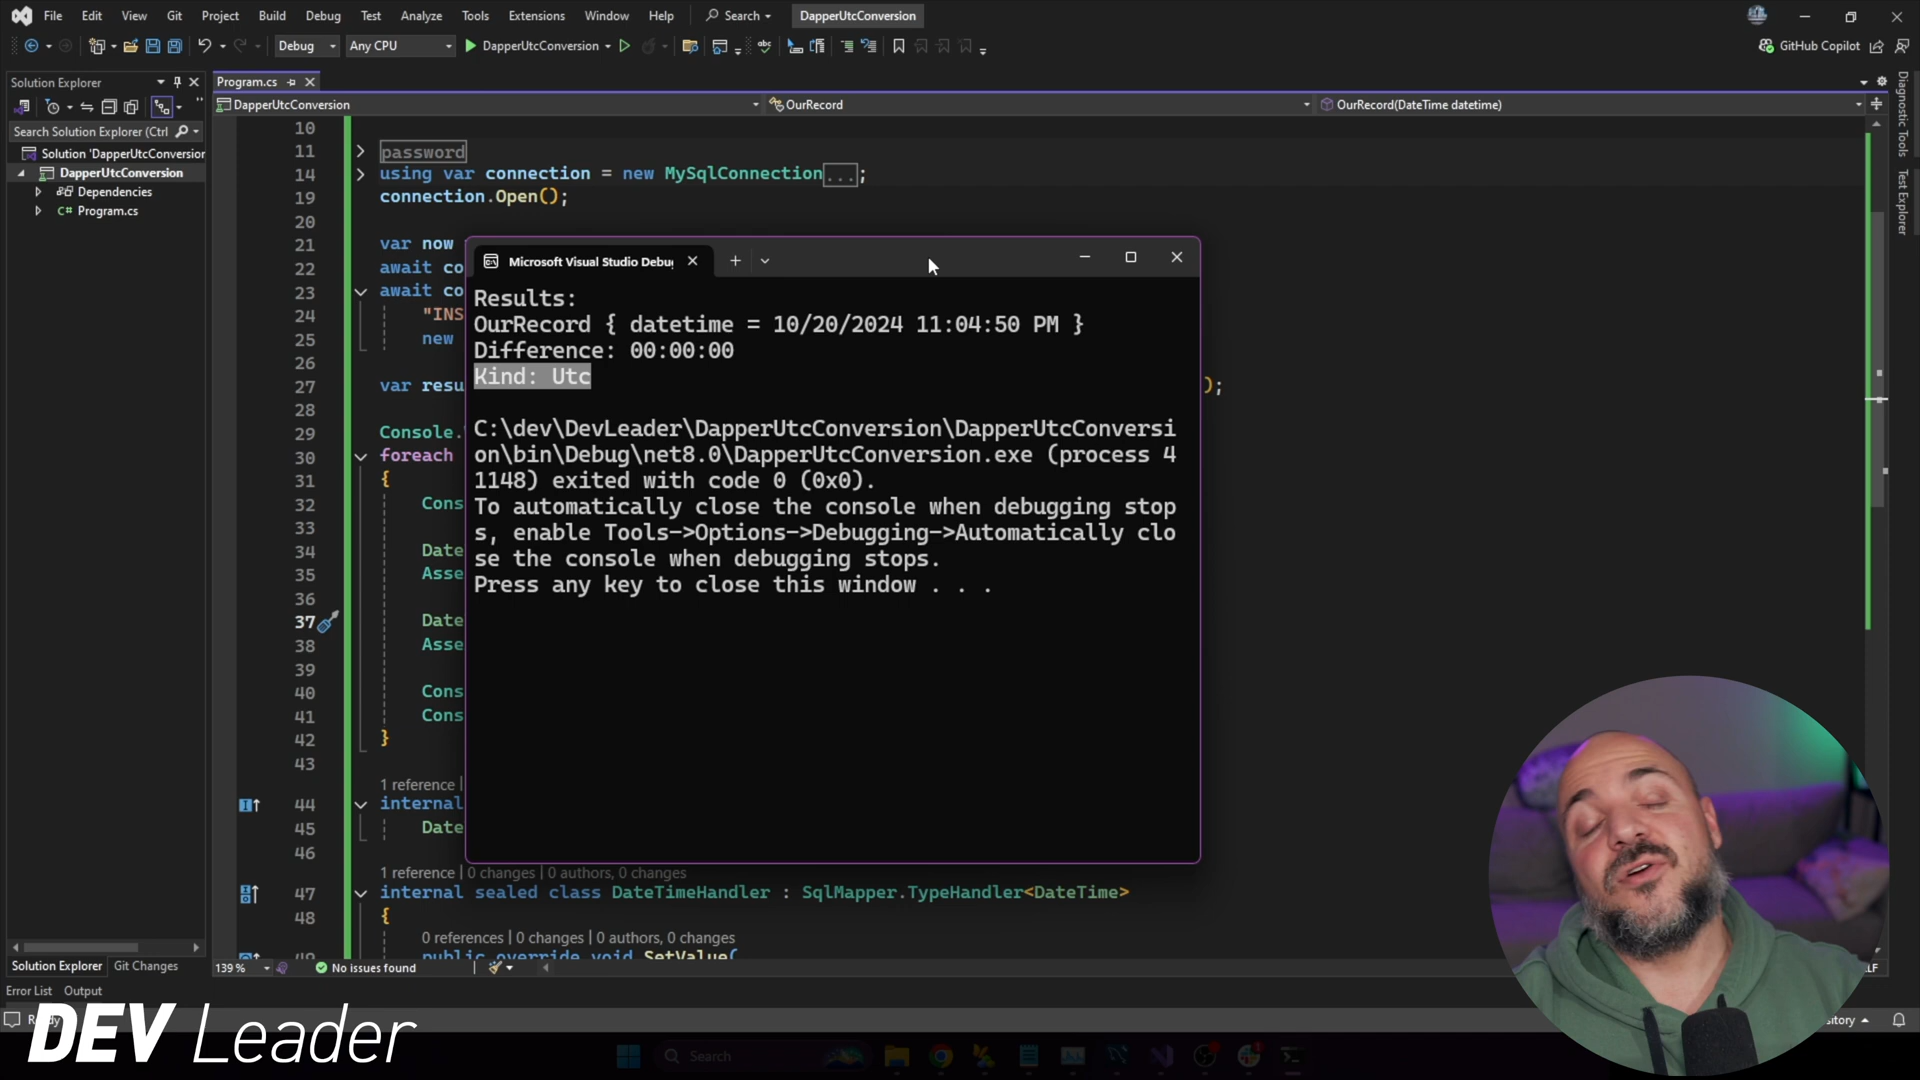 File Edit View Git Project Build Debug Test Analyze Tools Extensions Window Help Search DapperUtcConversion
Debug Any CPU DapperUtcConversion GitHub Copilot
Solution Explorer
Search Solution Explorer (Ctrl
Solution 'DapperUtcConversion
DapperUtcConversion
Dependencies
C# Program.cs
Program.cs
DapperUtcConversion OurRecord OurRecord(DateTime datetime)
10
11 password
14 using var connection = new MySqlConnection...;
19 connection.Open();
20
21 var now
22 await co
23 await co
24 "INS
25 new
26
27 var resu );
28
29 Console.
30 foreach
31 {
32 Cons
33
34 Date
35 Asse
36
37 Date
38 Asse
39
40 Cons
41 Cons
42 }
43
1 reference |
44 internal
45 Date
46
1 reference | 0 changes | 0 authors, 0 changes
47 internal sealed class DateTimeHandler : SqlMapper.TypeHandler<DateTime>
48 {
0 references | 0 changes | 0 authors, 0 changes
public override void SetValue(
Microsoft Visual Studio Debu
Results:
OurRecord { datetime = 10/20/2024 11:04:50 PM }
Difference: 00:00:00
Kind: Utc
C:\dev\DevLeader\DapperUtcConversion\DapperUtcConversi
on\bin\Debug\net8.0\DapperUtcConversion.exe (process 4
1148) exited with code 0 (0x0).
To automatically close the console when debugging stop
s, enable Tools->Options->Debugging->Automatically clo
se the console when debugging stops.
Press any key to close this window . . .
Diagnostic Tools
Test Explorer
Solution Explorer Git Changes
139 % No issues found
Error List Output
DEV Leader
Search